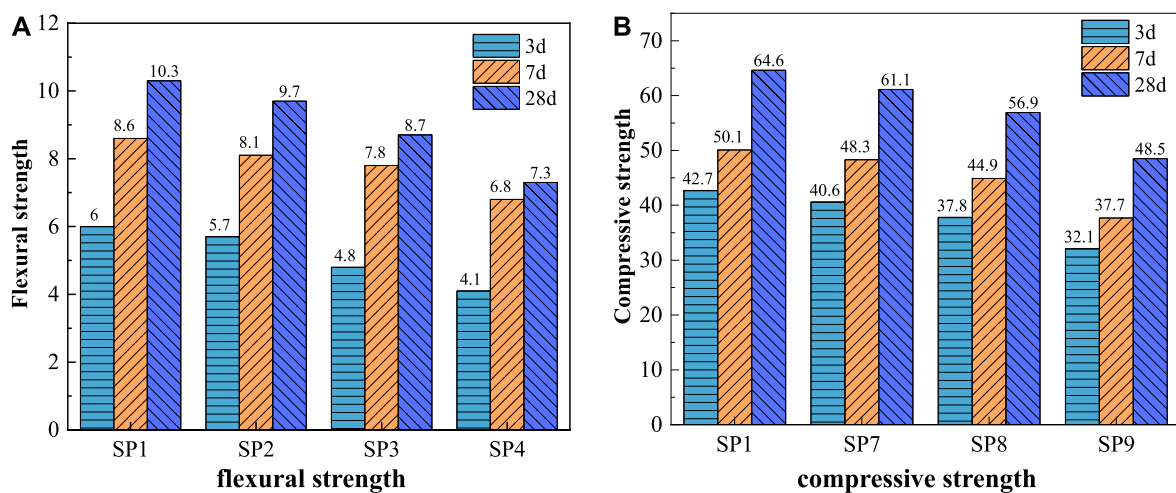 A
Flexural strength
12
10
8
6
4
2
0
3d
7d
28d
6
8.6
10.3
5.7
8.1
9.7
4.8
7.8
8.7
4.1
6.8
7.3
SP1 SP2 SP3 SP4
flexural strength
B
Compressive strength
70
60
50
40
30
20
10
0
3d
7d
28d
42.7
50.1
64.6
40.6
48.3
61.1
37.8
44.9
56.9
32.1
37.7
48.5
SP1 SP7 SP8 SP9
compressive strength